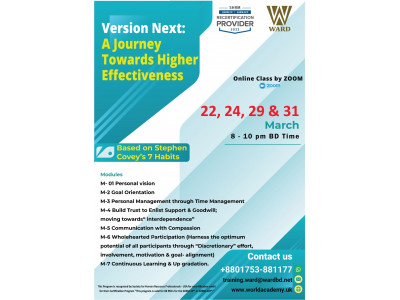 Version Next:
A Journey
Towards Higher
Effectiveness
SHRM
RECERTIFICATION
PROVIDER
WARD
Online Class by ZOOM
zoom
22, 24, 29 & 31
March
8 - 10 pm BD Time
Based on Stephen
Covey's 7 Habits
Modules
M- 01 Personal vision
M-2 Goal Orientation
M-3 Personal Management through Time Management
M-4 Build Trust to Enlist Support & Goodwill;
moving towards" Interdependence"
M-5 Communication with Compassion
M-6 Wholehearted Participation (Harness the optimum
potential of all participants through "Discretionary" effort,
involvement, motivation & goal- alignment)
M-7 Continuous Learning & Up gradation.
Contact us
+8801753-881177
training.ward@wardbd.net
www.worldacademy.uk